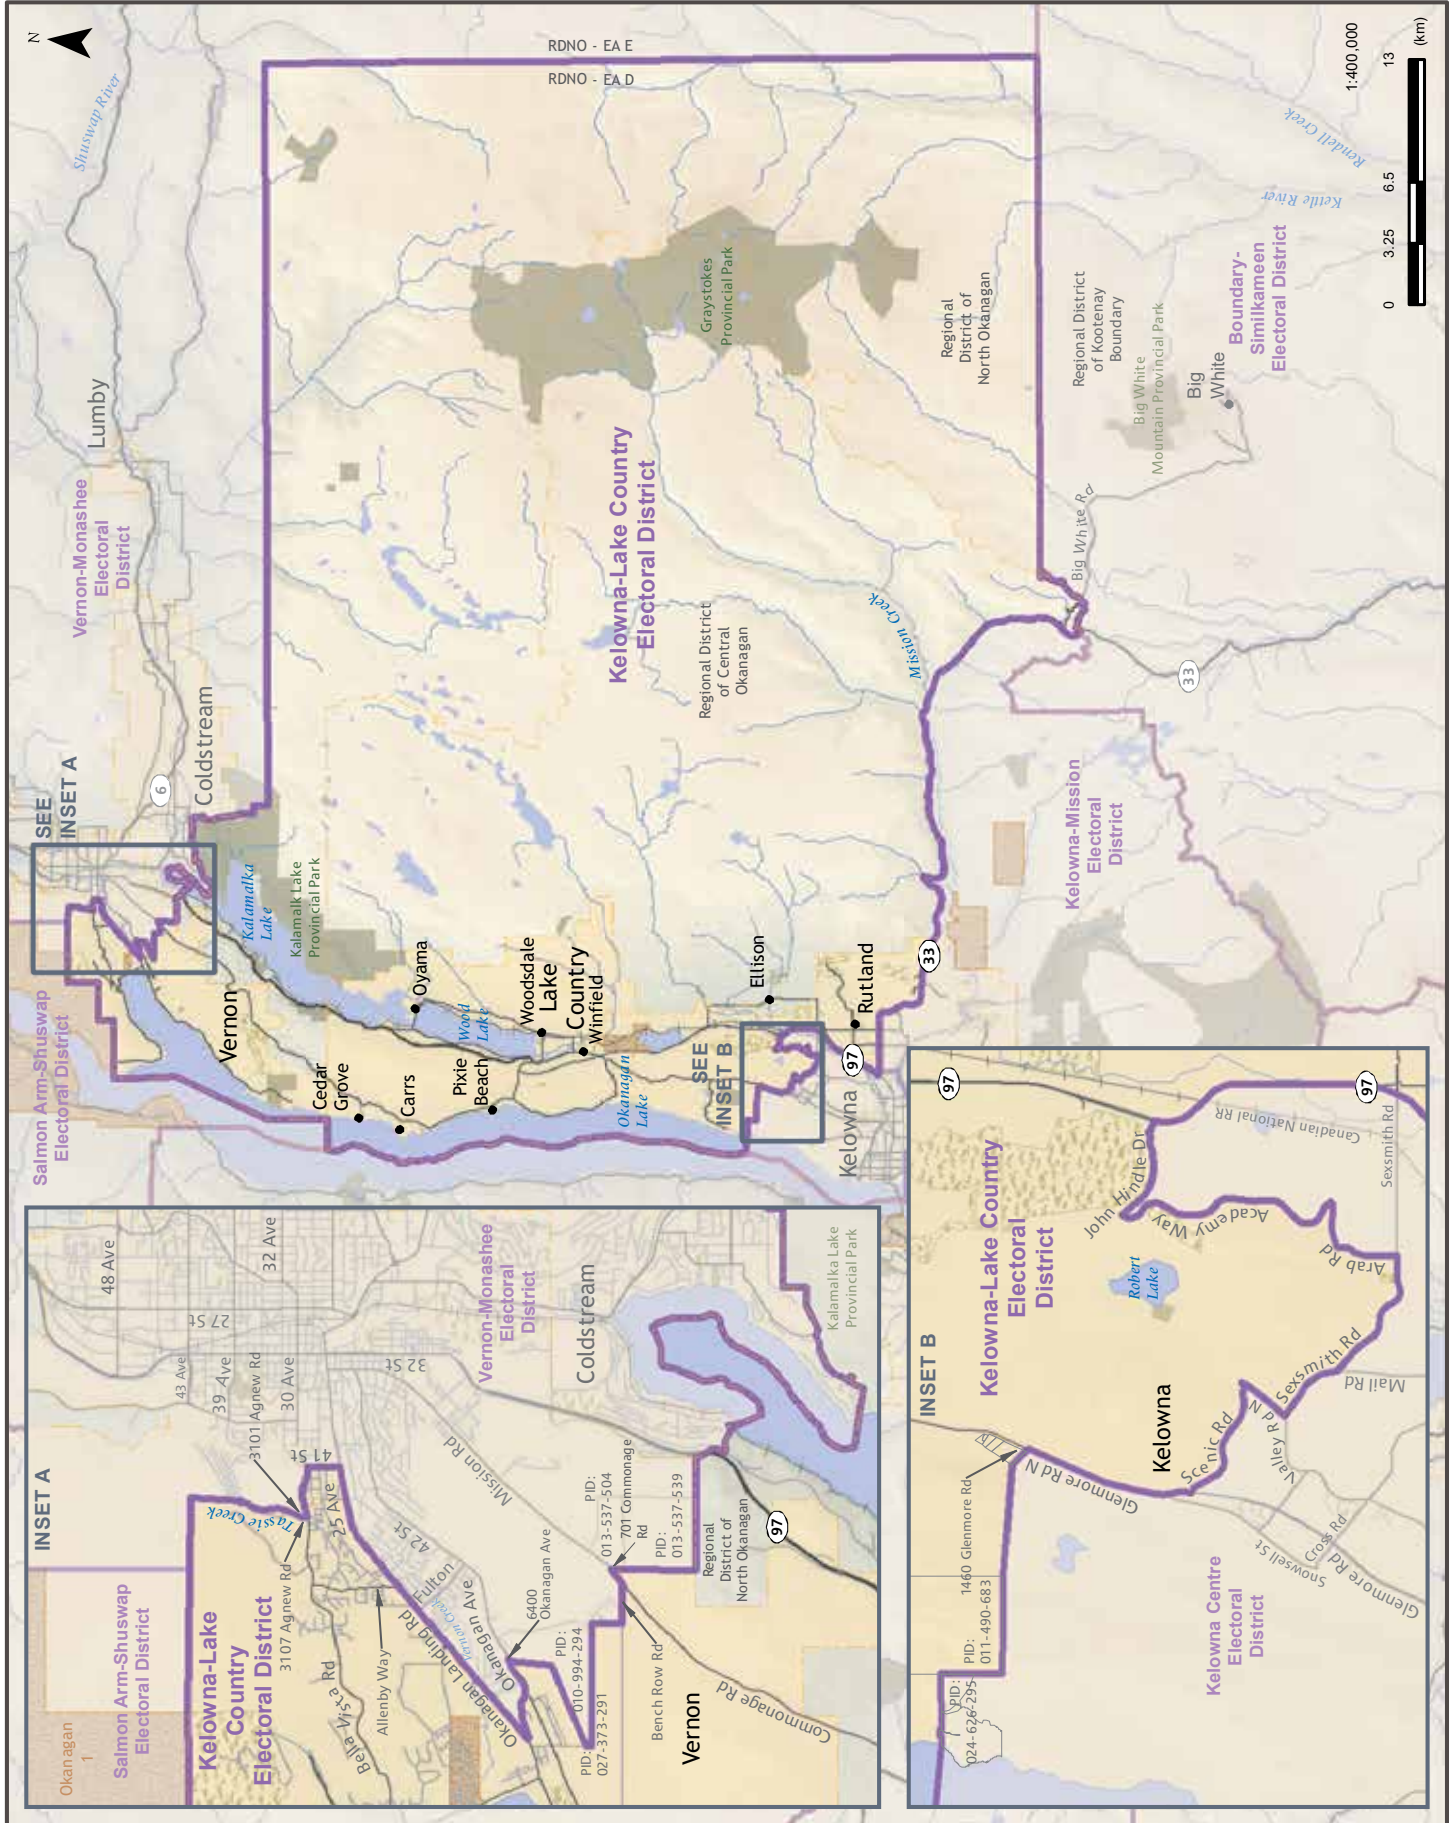 INSET A
Okanagan
1
Salmon Arm-Shuswap
Electoral District
Kelowna-Lake
Country
Electoral District
3107 Agnew Rd
3101 Agnew Rd
Tassie Creek
41 St
25 Ave
Bella Vista Rd
Allenby Way
Okanagan Landing Rd
Fulton
42 St
Vernon Creek
Okanagan Ave
6400
Okanagan Ave
48 Ave
27 St
32 Ave
43 Ave
39 Ave
30 Ave
32 St
Mission Rd
Vernon-Monashee
Electoral
District
Coldstream
PID:
010-994-294
PID:
027-373-291
PID:
013-537-504
701 Commonage
Rd
PID:
013-537-539
Regional
District of
North Okanagan
97
Bench Row Rd
Vernon
Commonage Rd
Kalamalka Lake
Provincial Park
INSET B
Kelowna-Lake Country
Electoral
District
97
John Hindle Dr
Academy Way
Canadian National RR
97
Sexsmith Rd
Robert
Lake
Arab Rd
Sexsmith Rd
Mail Rd
Valley Rd N
Scenic Rd
Kelowna
Glenmore Rd N
1460 Glenmore Rd
PID:
011-490-683
PID:
024-626-295
Kelowna Centre
Electoral
District
Snowsell St
Cross Rd
Glenmore Rd
Salmon Arm-Shuswap
Electoral District
SEE
INSET A
6
Coldstream
Vernon-Monashee
Electoral
District
Lumby
Shuswap River
N
Vernon
Kalamalka
Lake
Kalamalk Lake
Provincial Park
Cedar
Grove
Carrs
Oyama
Wood
Lake
Pixie
Beach
Woodsdale
Lake
Country
Winfield
Okanagan
Lake
SEE
INSET B
Ellison
Kelowna
97
Rutland
33
Kelowna-Lake Country
Electoral District
Regional District
of Central
Okanagan
Mission Creek
Graystokes
Provincial Park
RDNO - EA E
RDNO - EA D
Regional
District of
North Okanagan
Regional District
of Kootenay
Boundary
Big White
Mountain Provincial Park
Big
White
Big White Rd
33
Boundary-
Similkameen
Electoral District
Kelowna-Mission
Electoral
District
Kettle River
Rendell Creek
1:400,000
0
3.25
6.5
13
(km)